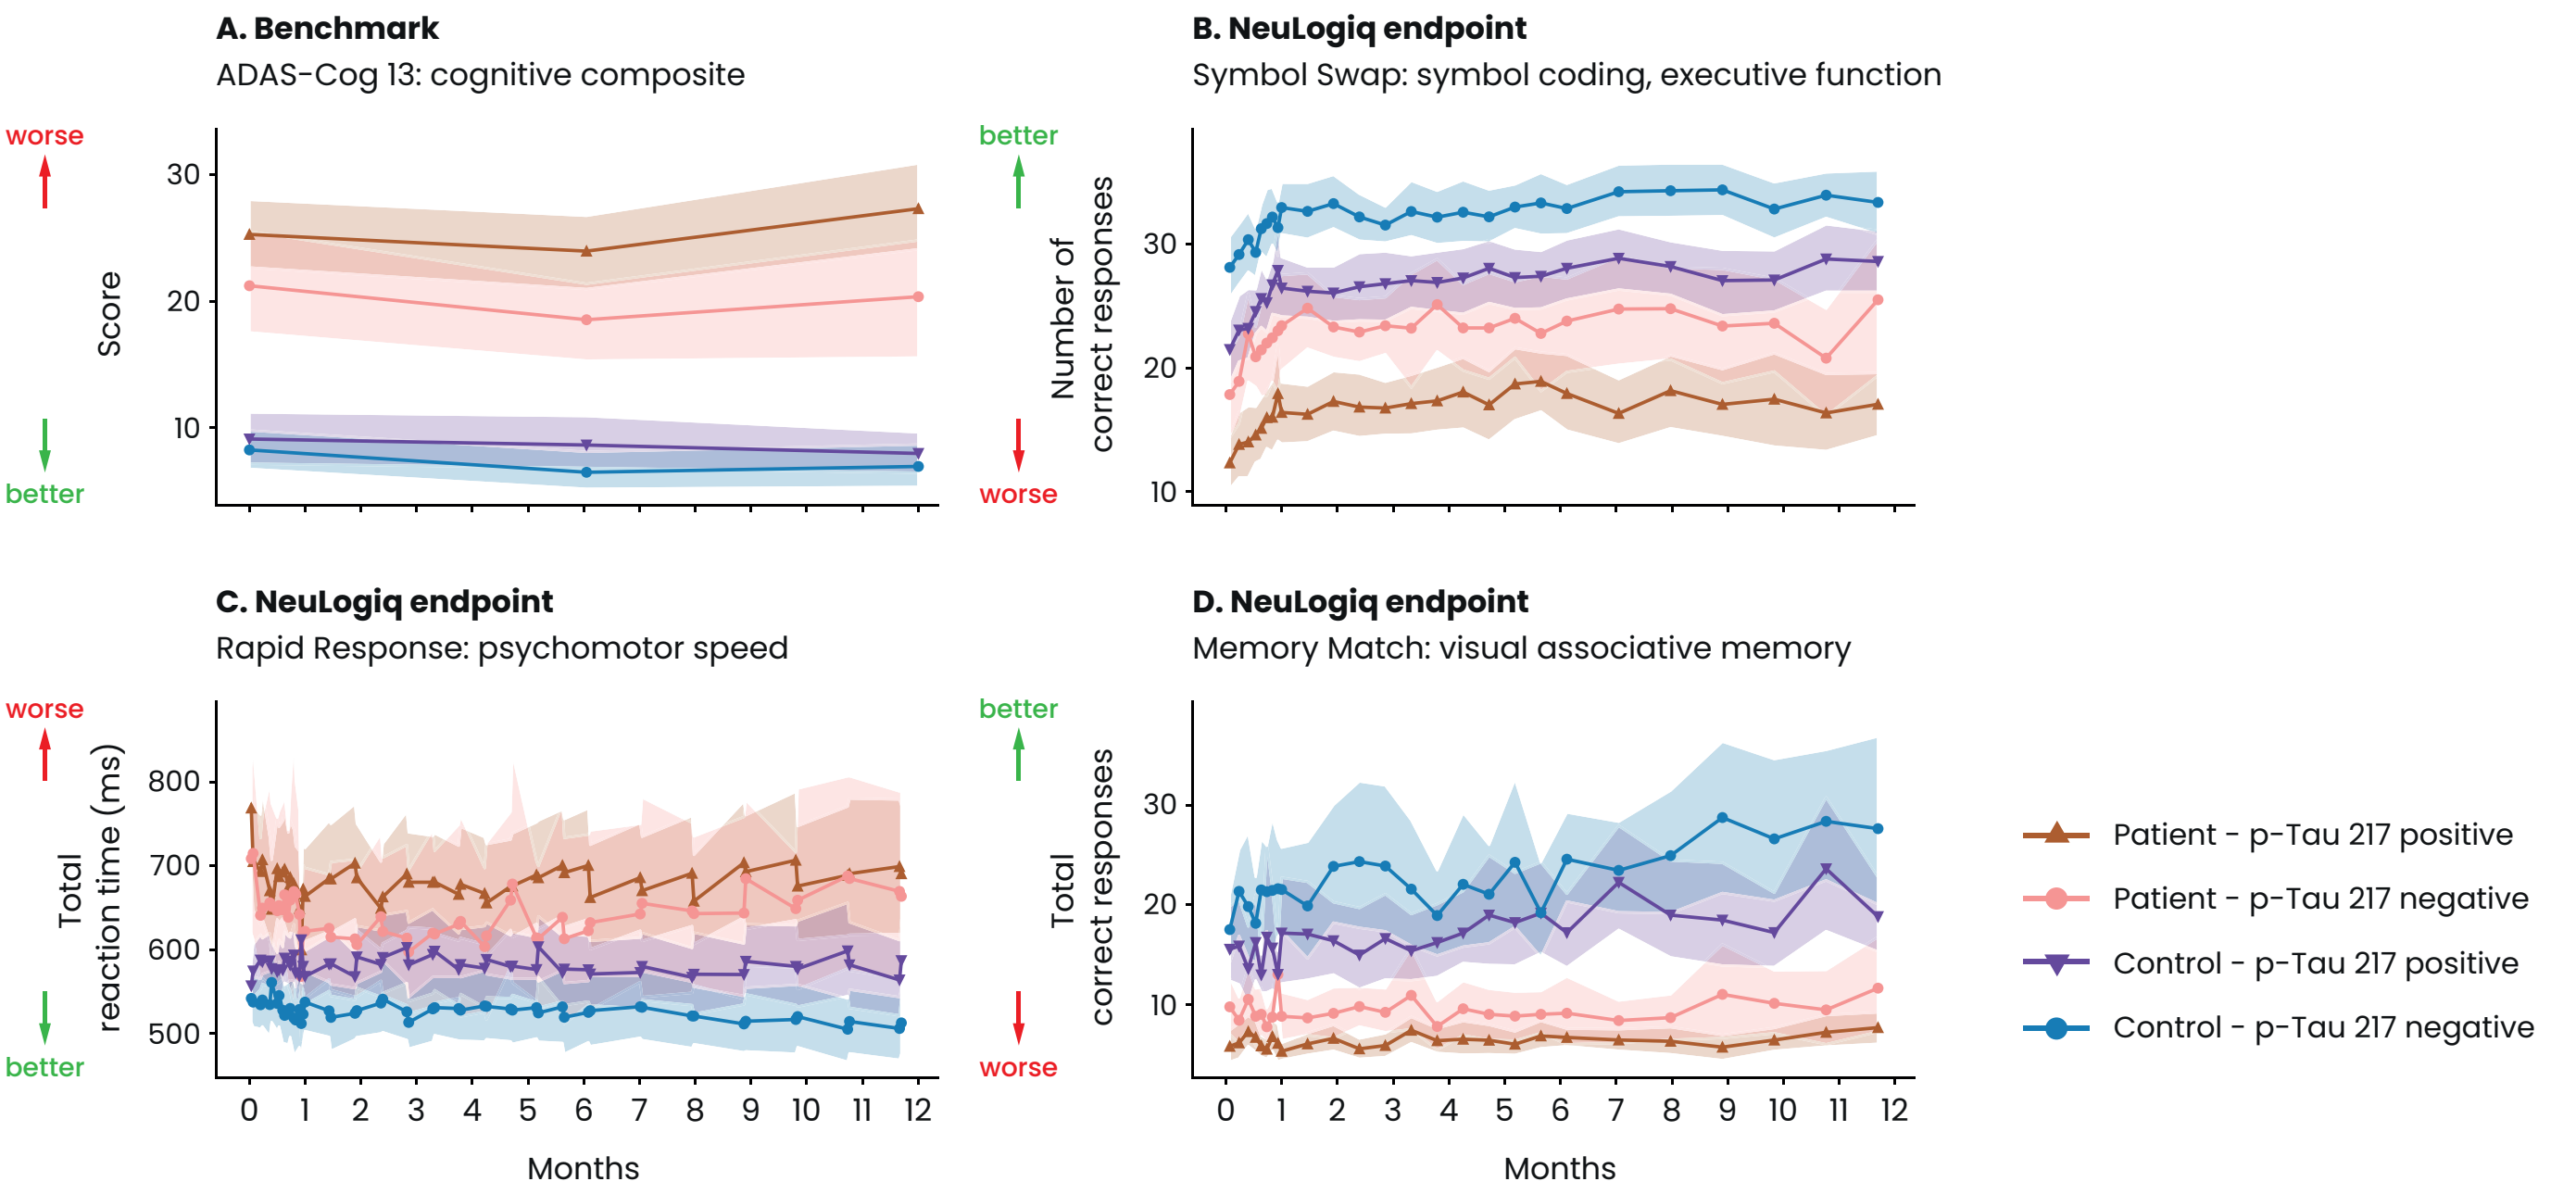 A. Benchmark
ADAS-Cog 13: cognitive composite
worse
better
Score
30
20
10
B. NeuLogiq endpoint
Symbol Swap: symbol coding, executive function
better
worse
Number of
correct responses
30
20
10
C. NeuLogiq endpoint
Rapid Response: psychomotor speed
worse
better
Total
reaction time (ms)
800
700
600
500
0 1 2 3 4 5 6 7 8 9 10 11 12
Months
D. NeuLogiq endpoint
Memory Match: visual associative memory
better
worse
Total
correct responses
30
20
10
0 1 2 3 4 5 6 7 8 9 10 11 12
Months
Patient - p-Tau 217 positive
Patient - p-Tau 217 negative
Control - p-Tau 217 positive
Control - p-Tau 217 negative